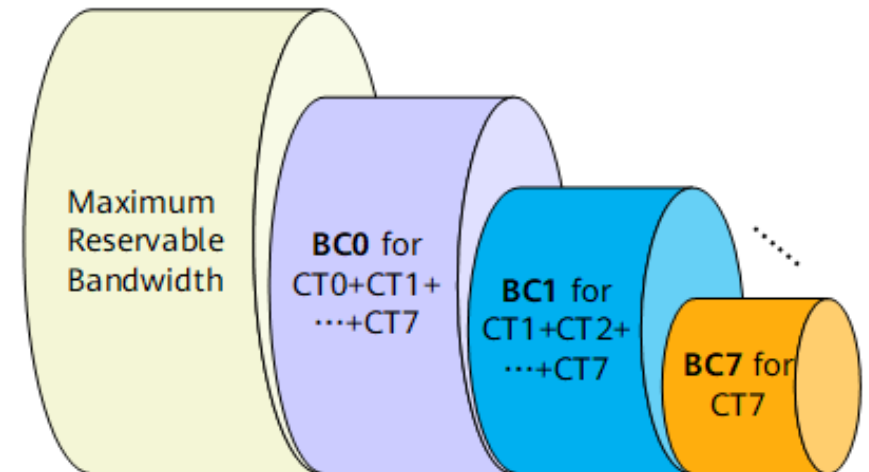 Maximum
Reservable
Bandwidth
BC0 for
CT0+CT1+
···+CT7
BC1 for
CT1+CT2+
···+CT7
BC7 for
CT7